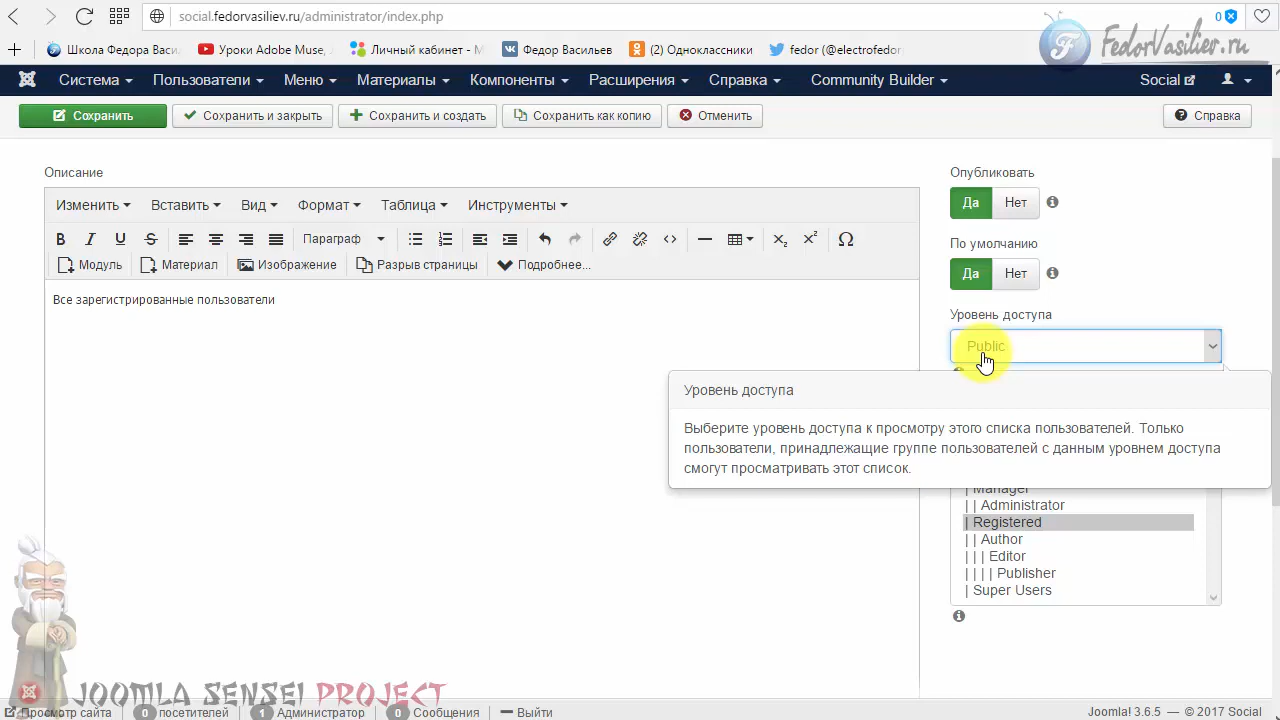 social.fedorvasiliev.ru/administrator/index.php
0
Школа Федора Васил
Уроки Adobe Muse,
Личный кабинет - М
Федор Васильев
(2) Одноклассники
fedor (@electrofedor
FedorVasiliev.ru
Система
Пользователи
Меню
Материалы
Компоненты
Расширения
Справка
Community Builder
Social
Сохранить
Сохранить и закрыть
Сохранить и создать
Сохранить как копию
Отменить
Справка
Описание
Изменить
Вставить
Вид
Формат
Таблица
Инструменты
Параграф
Модуль
Материал
Изображение
Разрыв страницы
Подробнее...
Все зарегистрированные пользователи
Опубликовать
Да
Нет
По умолчанию
Да
Нет
Уровень доступа
Public
Уровень доступа
Выберите уровень доступа к просмотру этого списка пользователей. Только
пользователи, принадлежащие группе пользователей с данным уровнем доступа
смогут просматривать этот список.
| Manager
| | Administrator
| Registered
| | Author
| | | Editor
| | | | Publisher
| Super Users
JOOMLA SENSEI PROJECT
Просмотр сайта
0 посетителей
1 Администратор
0 Сообщения
Выйти
Joomla! 3.6.5 — © 2017 Social